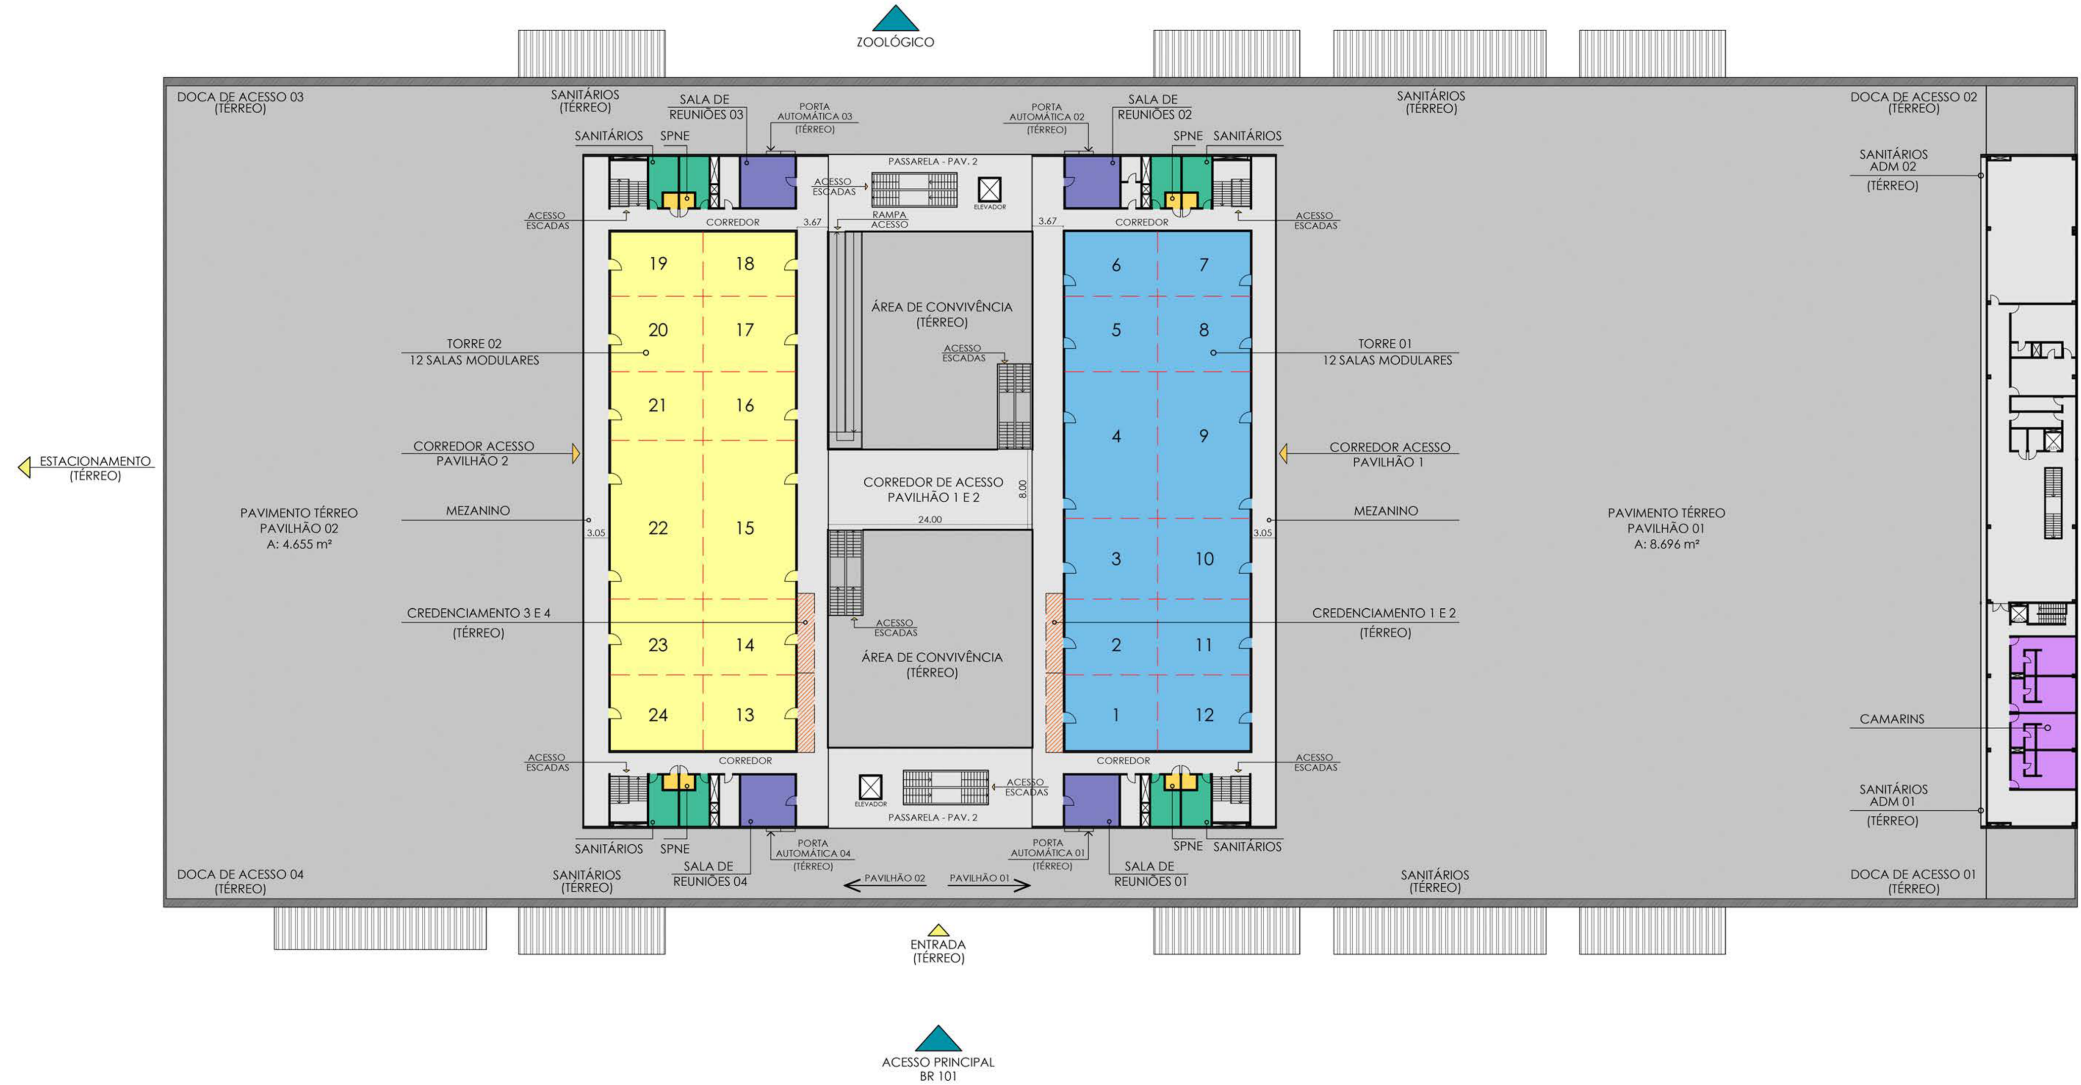 ZOOLÓGICO
DOCA DE ACESSO 03
(TÉRREO)
SANITÁRIOS
(TÉRREO)
SALA DE
REUNIÕES 03
PORTA
AUTOMÁTICA 03
(TÉRREO)
PORTA
AUTOMÁTICA 02
(TÉRREO)
SALA DE
REUNIÕES 02
SANITÁRIOS
(TÉRREO)
DOCA DE ACESSO 02
(TÉRREO)
SANITÁRIOS
SPNE
SPNE
SANITÁRIOS
PASSARELA - PAV. 2
ACESSO
ESCADAS
ELEVADOR
SANITÁRIOS
ADM 02
(TÉRREO)
ACESSO
ESCADAS
CORREDOR
3.67
RAMPA
ACESSO
3.67
CORREDOR
ACESSO
ESCADAS
19
18
6
7
ÁREA DE CONVIVÊNCIA
(TÉRREO)
20
17
5
8
TORRE 02
12 SALAS MODULARES
ACESSO
ESCADAS
TORRE 01
12 SALAS MODULARES
21
16
4
9
CORREDOR ACESSO
PAVILHÃO 2
CORREDOR ACESSO
PAVILHÃO 1
ESTACIONAMENTO
(TÉRREO)
CORREDOR DE ACESSO
PAVILHÃO 1 E 2
8.00
24.00
MEZANINO
MEZANINO
PAVIMENTO TÉRREO
PAVILHÃO 02
A: 4.655 m²
PAVIMENTO TÉRREO
PAVILHÃO 01
A: 8.696 m²
3.05
22
15
3.05
3
10
CREDENCIAMENTO 3 E 4
(TÉRREO)
CREDENCIAMENTO 1 E 2
(TÉRREO)
ACESSO
ESCADAS
23
14
2
11
ÁREA DE CONVIVÊNCIA
(TÉRREO)
24
13
1
12
CAMARINS
ACESSO
ESCADAS
CORREDOR
CORREDOR
ACESSO
ESCADAS
ELEVADOR
ACESSO
ESCADAS
PASSARELA - PAV. 2
SANITÁRIOS
ADM 01
(TÉRREO)
SANITÁRIOS
SPNE
PORTA
AUTOMÁTICA 04
(TÉRREO)
PORTA
AUTOMÁTICA 01
(TÉRREO)
SPNE
SANITÁRIOS
DOCA DE ACESSO 04
(TÉRREO)
SANITÁRIOS
(TÉRREO)
SALA DE
REUNIÕES 04
PAVILHÃO 02
PAVILHÃO 01
SALA DE
REUNIÕES 01
SANITÁRIOS
(TÉRREO)
DOCA DE ACESSO 01
(TÉRREO)
ENTRADA
(TÉRREO)
ACESSO PRINCIPAL
BR 101